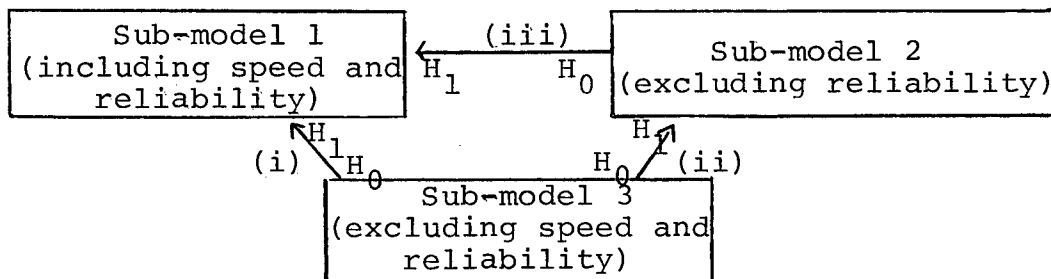 Sub-model 1
(including speed and
reliability)
(iii)
H1 H0
Sub-model 2
(excluding reliability)
(i)
H1
H0
H0
H1
(ii)
Sub-model 3
(excluding speed and
reliability)